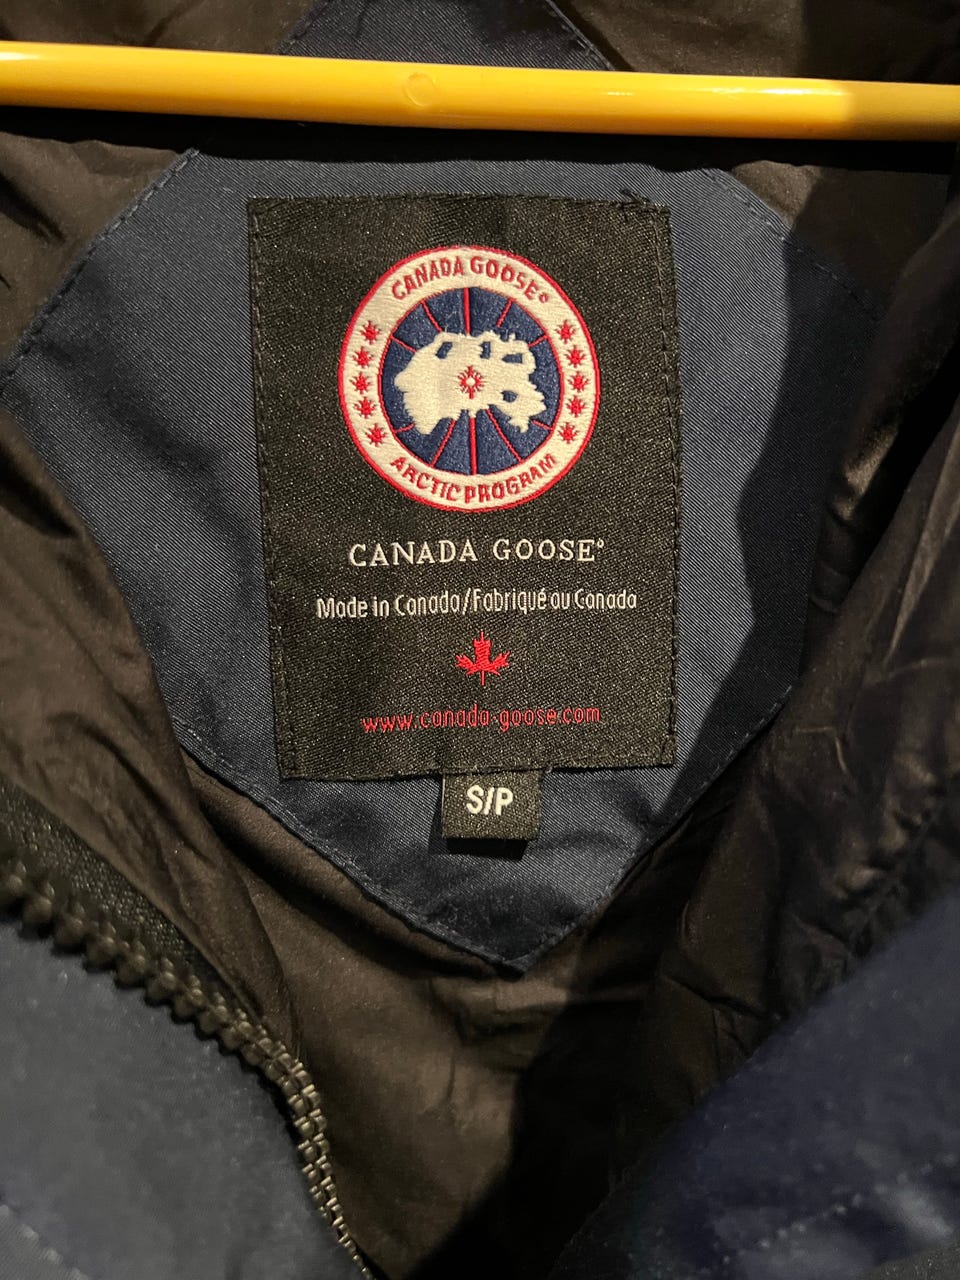 CANADA GOOSE®
ARCTIC PROGRAM
CANADA GOOSE®
Made in Canada/Fabriqué au Canada
www.canada-goose.com
S/P